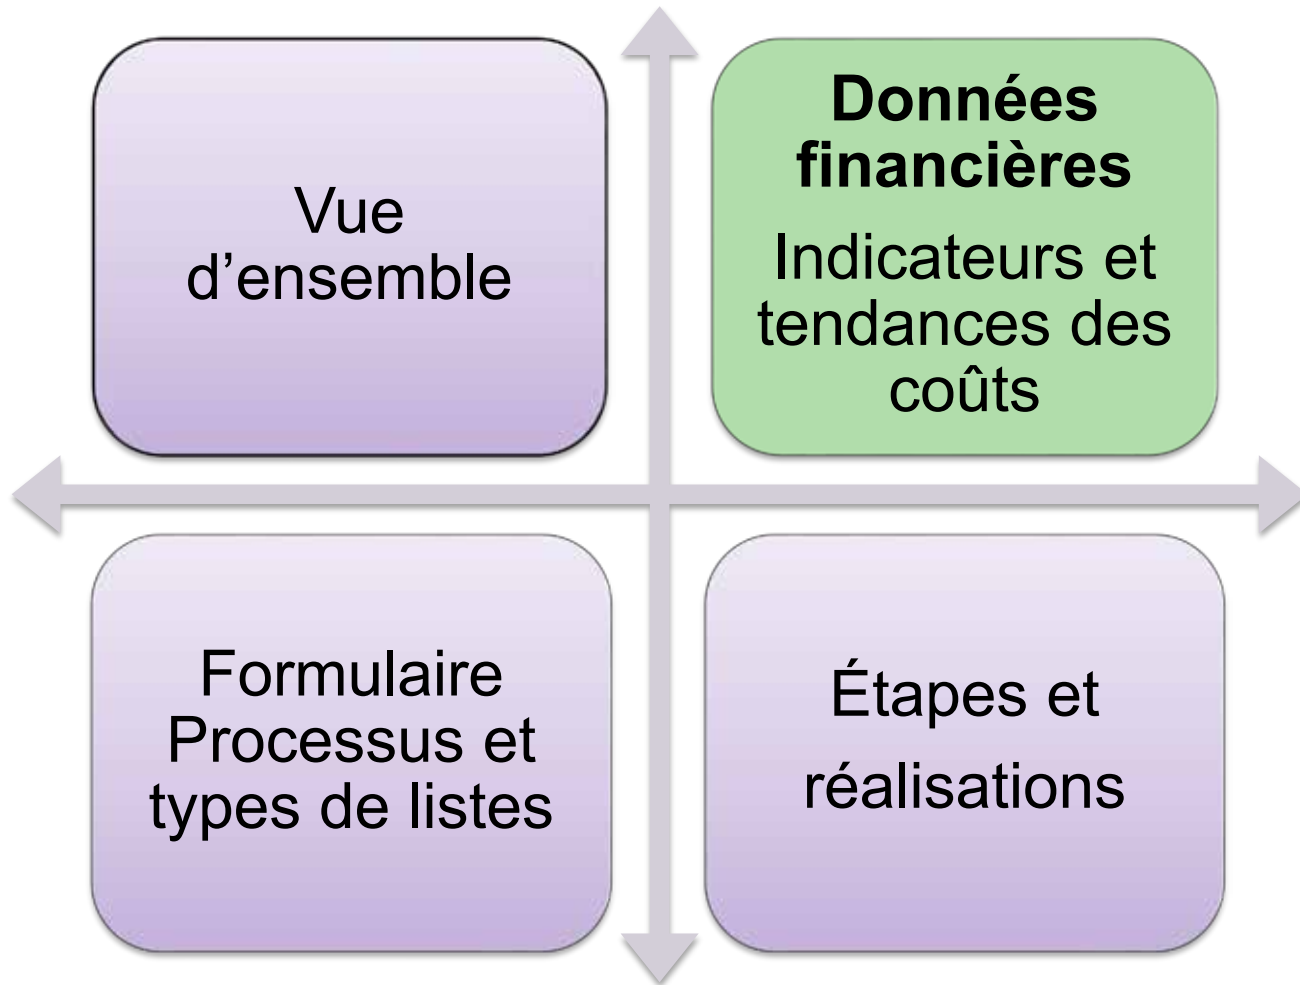 Vue
d’ensemble
Données
financières
Indicateurs et
tendances des
coûts
Formulaire
Processus et
types de listes
Étapes et
réalisations